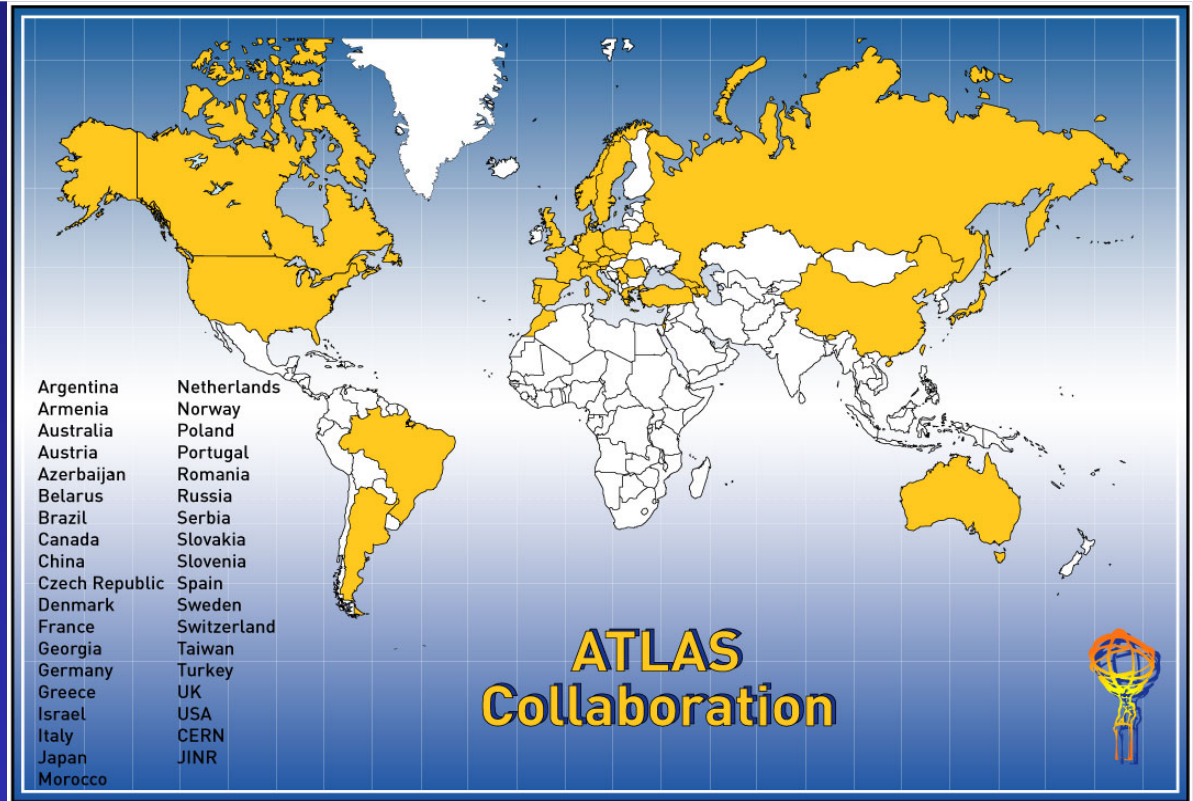 Argentina
Armenia
Australia
Austria
Azerbaijan
Belarus
Brazil
Canada
China
Czech Republic
Denmark
France
Georgia
Germany
Greece
Israel
Italy
Japan
Morocco
Netherlands
Norway
Poland
Portugal
Romania
Russia
Serbia
Slovakia
Slovenia
Spain
Sweden
Switzerland
Taiwan
Turkey
UK
USA
CERN
JINR
ATLAS
Collaboration